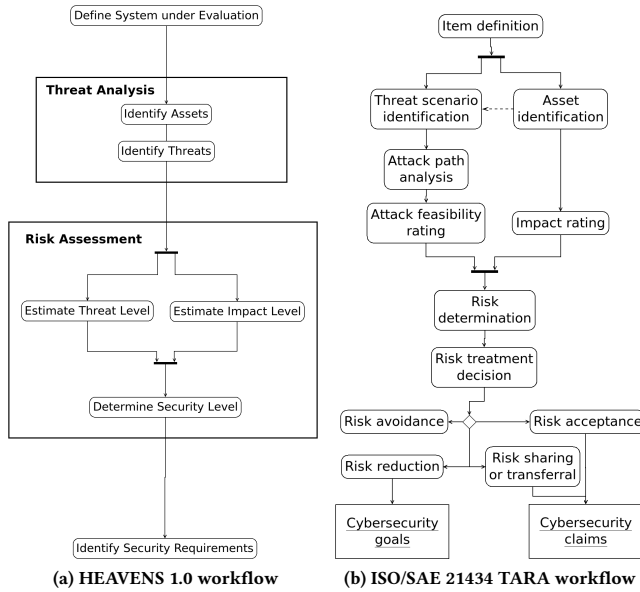 Define System under Evaluation
Threat Analysis
Identify Assets
Identify Threats
Risk Assessment
Estimate Threat Level
Estimate Impact Level
Determine Security Level
Identify Security Requirements
(a) HEAVENS 1.0 workflow
Item definition
Threat scenario
identification
Asset
identification
Attack path
analysis
Attack feasibility
rating
Impact rating
Risk
determination
Risk treatment
decision
Risk avoidance
Risk acceptance
Risk reduction
Risk sharing
or transferral
Cybersecurity
goals
Cybersecurity
claims
(b) ISO/SAE 21434 TARA workflow